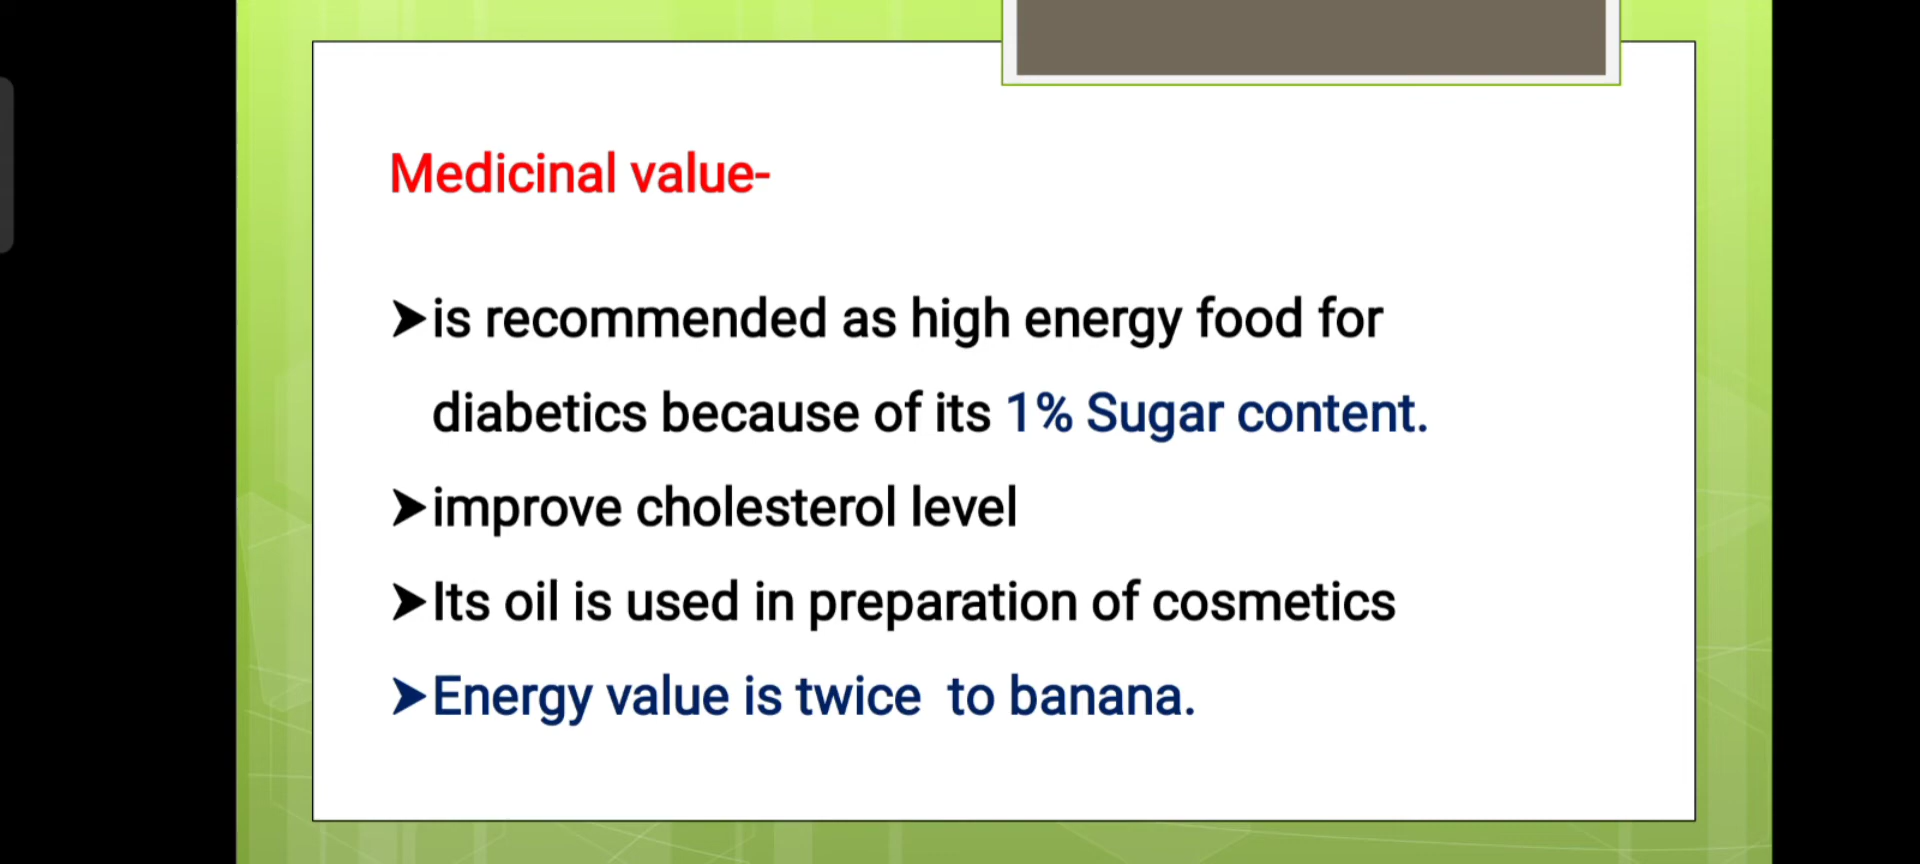 Medicinal value-
➤is recommended as high energy food for
diabetics because of its 1% Sugar content.
➤improve cholesterol level
➤Its oil is used in preparation of cosmetics
➤Energy value is twice  to banana.